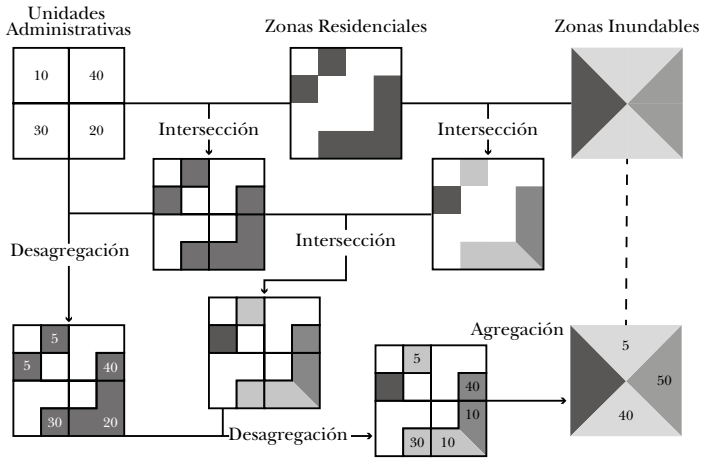 Unidades
Administrativas
Zonas Residenciales
Zonas Inundables
10 40
30 20
Intersección
Intersección
Desagregación
Intersección
5
5 40
30 20
Agregación
5
40
10
30 10
5
50
40
Desagregación